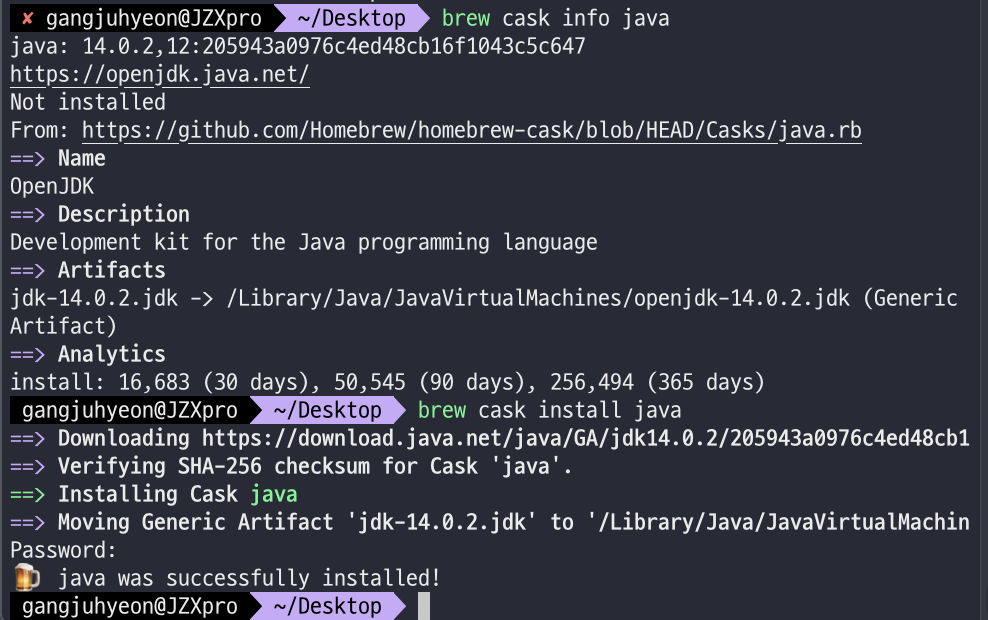 ✘ gangjuhyeon@JZXpro ~/Desktop brew cask info java
java: 14.0.2,12:205943a0976c4ed48cb16f1043c5c647
https://openjdk.java.net/
Not installed
From: https://github.com/Homebrew/homebrew-cask/blob/HEAD/Casks/java.rb
==> Name
OpenJDK
==> Description
Development kit for the Java programming language
==> Artifacts
jdk-14.0.2.jdk -> /Library/Java/JavaVirtualMachines/openjdk-14.0.2.jdk (Generic
Artifact)
==> Analytics
install: 16,683 (30 days), 50,545 (90 days), 256,494 (365 days)
gangjuhyeon@JZXpro ~/Desktop brew cask install java
==> Downloading https://download.java.net/java/GA/jdk14.0.2/205943a0976c4ed48cb1
==> Verifying SHA-256 checksum for Cask 'java'.
==> Installing Cask java
==> Moving Generic Artifact 'jdk-14.0.2.jdk' to '/Library/Java/JavaVirtualMachin
Password:
🍺 java was successfully installed!
gangjuhyeon@JZXpro ~/Desktop